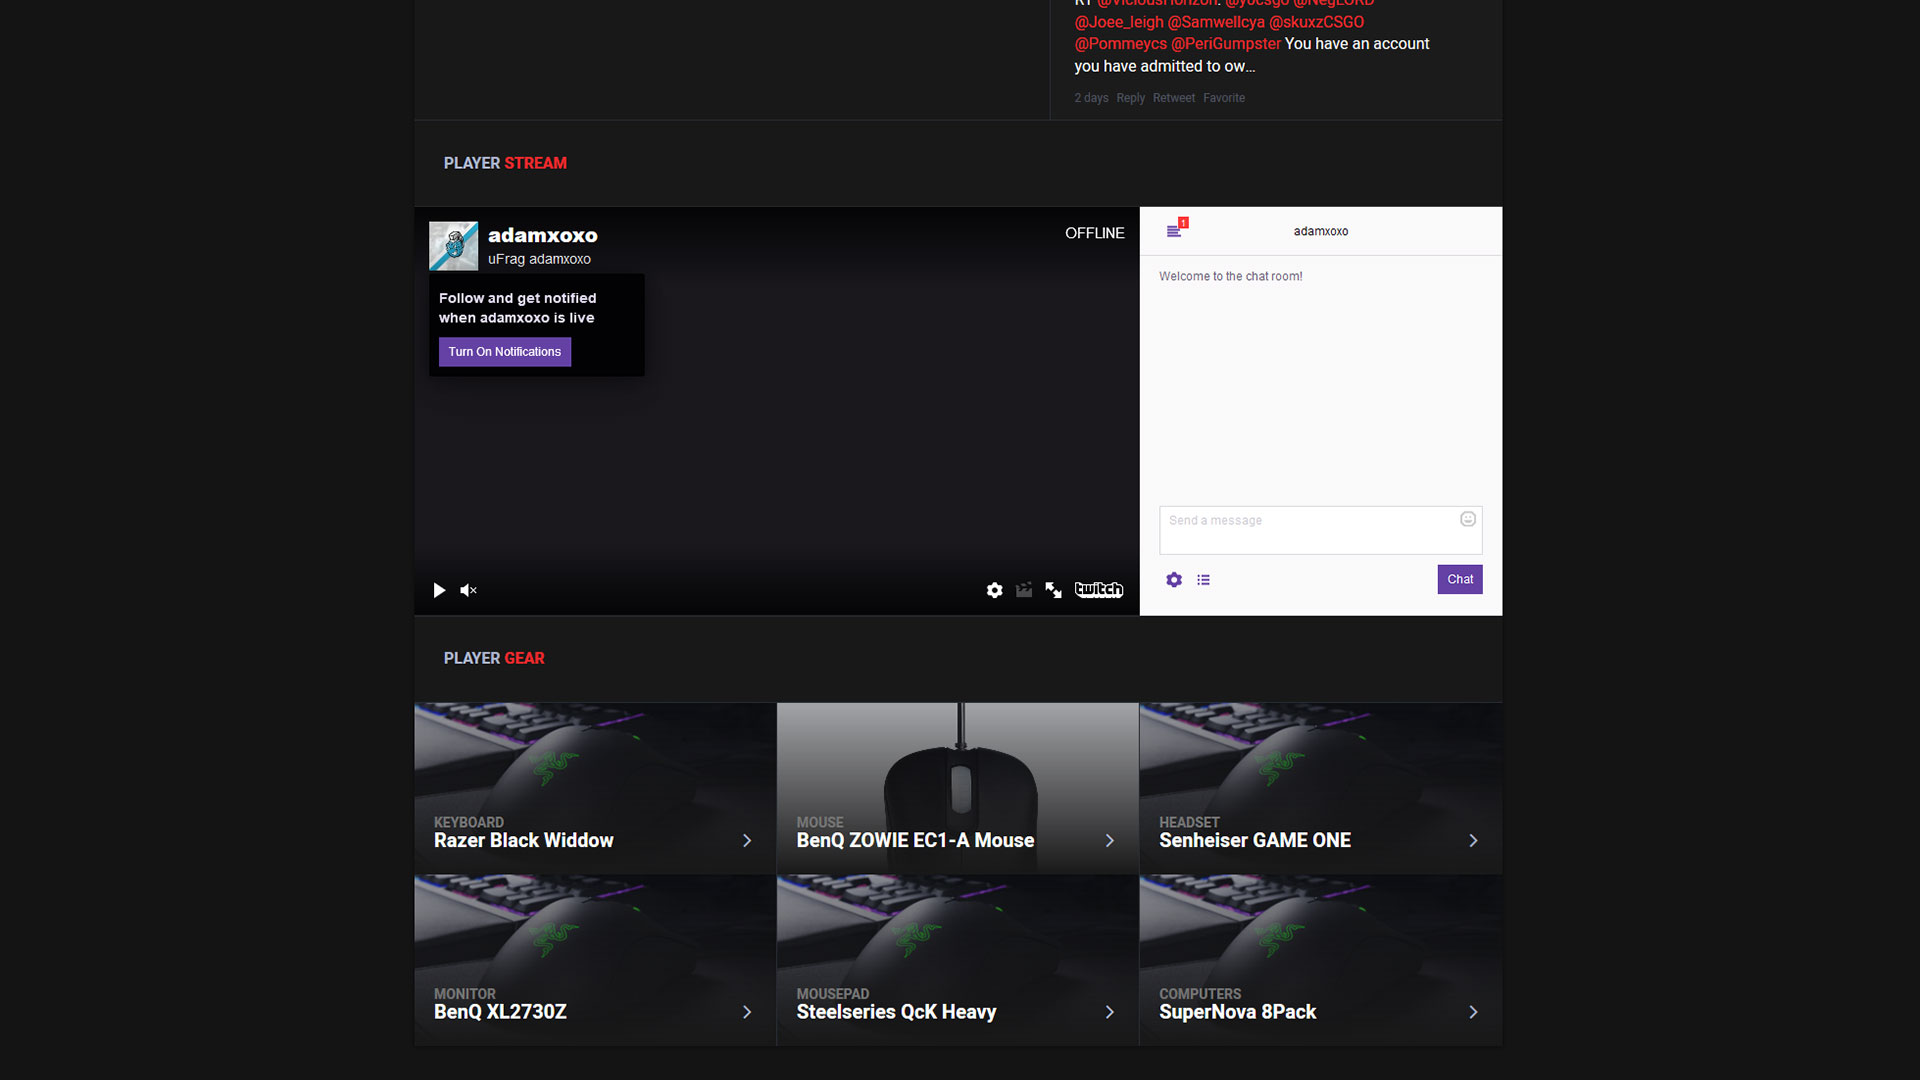 RT @ViciousHorizon: @yocsgo @NegLORD
@Joee_leigh @Samwellcya @skuxzCSGO
@Pommeycs @PeriGumpster You have an account
you have admitted to ow...
2 days Reply Retweet Favorite
PLAYER STREAM
adamxoxo
uFrag adamxoxo
OFFLINE
Follow and get notified
when adamxoxo is live
Turn On Notifications
twitch
1
adamxoxo
Welcome to the chat room!
Send a message
Chat
PLAYER GEAR
KEYBOARD
Razer Black Widdow
MOUSE
BenQ ZOWIE EC1-A Mouse
HEADSET
Senheiser GAME ONE
MONITOR
BenQ XL2730Z
MOUSEPAD
Steelseries QcK Heavy
COMPUTERS
SuperNova 8Pack